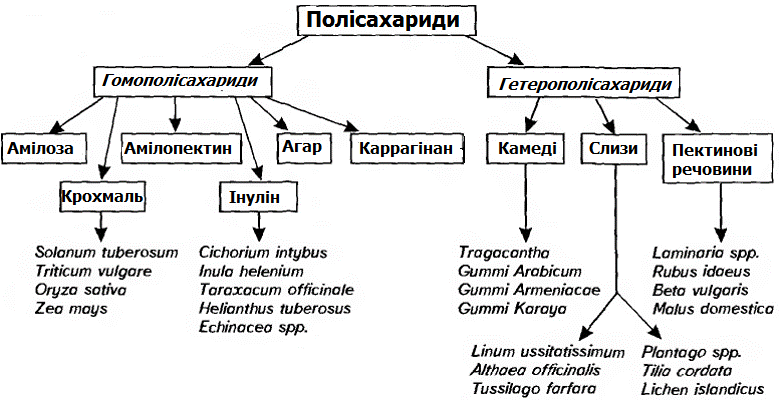 Полісахариди
Гомополісахариди
Гетерополісахариди
Амілоза
Амілопектин
Агар
Каррагінан
Камеді
Слизи
Пектинові
речовини
Крохмаль
Інулін
Solanum tuberosum
Triticum vulgare
Oryza sativa
Zea mays
Cichorium intybus
Inula helenium
Taraxacum officinale
Helianthus tuberosus
Echinacea spp.
Tragacantha
Gummi Arabicum
Gummi Armeniacae
Gummi Karaya
Laminaria spp.
Rubus idaeus
Beta vulgaris
Malus domestica
Linum ussitatissimum
Althaea officinalis
Tussilago farfara
Plantago spp.
Tilia cordata
Lichen islandicus